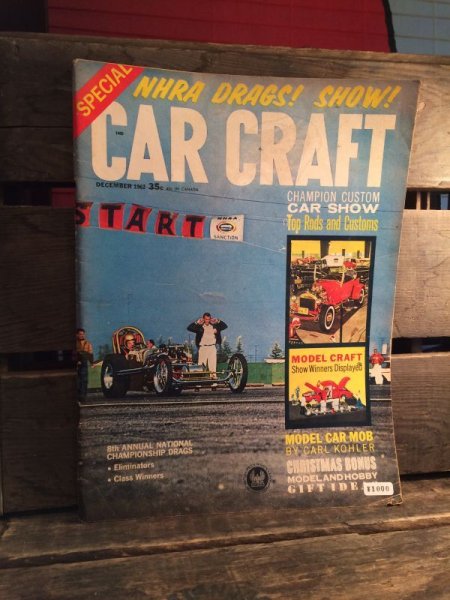 SPECIAL
NHRA DRAGS! SHOW!
CAR CRAFT
DECEMBER 1962 35c
START
NHRA
SANCTION
CHAMPION CUSTOM
CAR SHOW
Top Rods and Customs
MODEL CRAFT
Show Winners Displayed
8th ANNUAL NATIONAL
CHAMPIONSHIP DRAGS
• Eliminators
• Class Winners
MODEL CAR MOB
BY CARL KOHLER
CHRISTMAS BONUS
MODEL AND HOBBY
GIFT IDE
¥1000